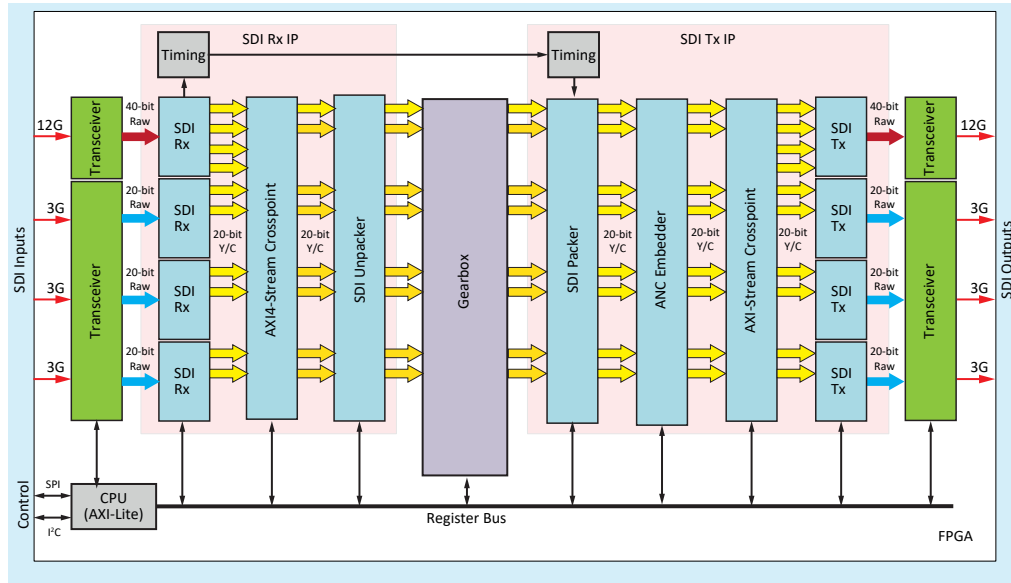 SDI Rx IP
SDI Tx IP
Timing
Timing
SDI Inputs
12G
3G
3G
3G
Transceiver
Transceiver
40-bit
Raw
20-bit
Raw
20-bit
Raw
20-bit
Raw
SDI
Rx
SDI
Rx
SDI
Rx
SDI
Rx
20-bit
Y/C
AXI4-Stream Crosspoint
20-bit
Y/C
SDI Unpacker
Gearbox
SDI Packer
20-bit
Y/C
ANC Embedder
20-bit
Y/C
AXI-Stream Crosspoint
20-bit
Y/C
SDI
Tx
SDI
Tx
SDI
Tx
SDI
Tx
40-bit
Raw
20-bit
Raw
20-bit
Raw
20-bit
Raw
Transceiver
Transceiver
12G
3G
3G
3G
SDI Outputs
Control
SPI
I²C
CPU
(AXI-Lite)
Register Bus
FPGA